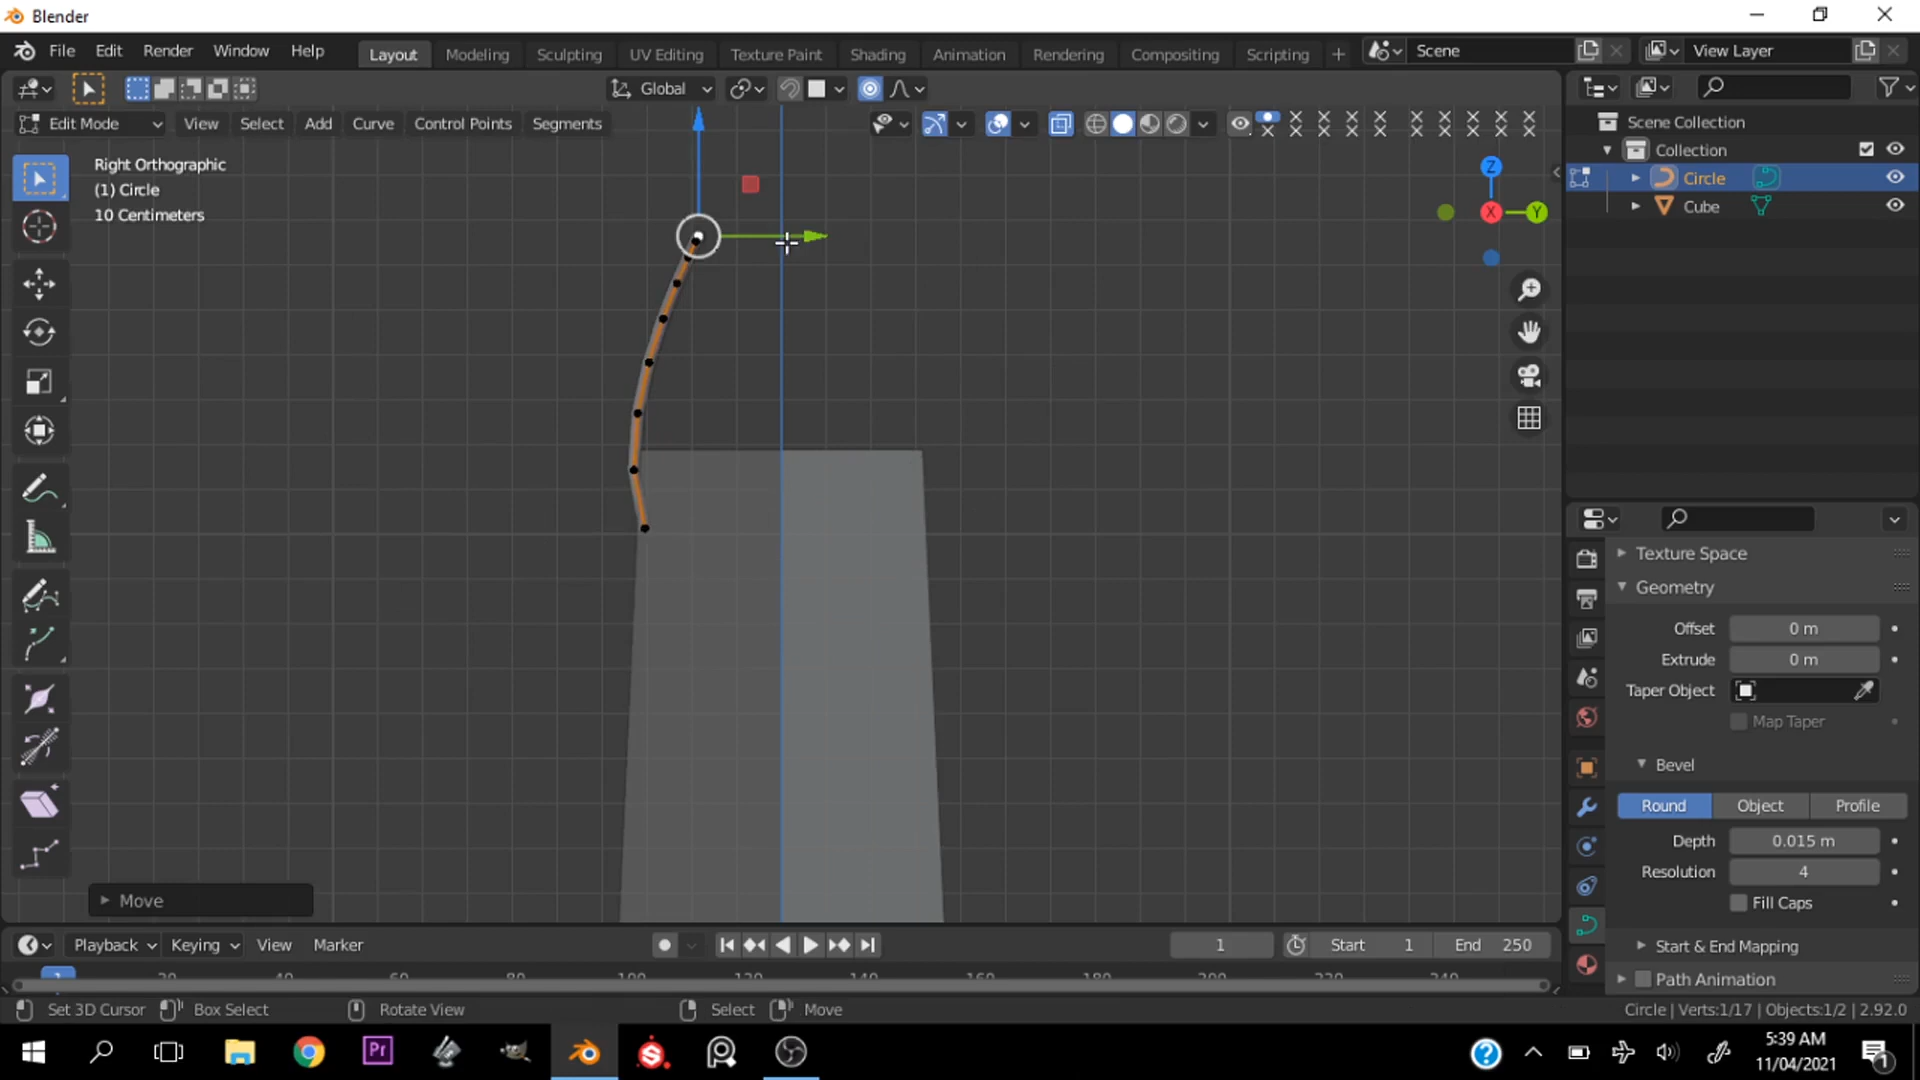 Blender
File Edit Render Window Help Layout Modeling Sculpting UV Editing Texture Paint Shading Animation Rendering Compositing Scripting + Scene View Layer
Global
Edit Mode View Select Add Curve Control Points Segments
Right Orthographic
(1) Circle
10 Centimeters
Z
X
Y
Scene Collection
Collection
Circle
Cube
Texture Space
Geometry
Offset 0 m
Extrude 0 m
Taper Object
Map Taper
Bevel
Round Object Profile
Depth 0.015 m
Resolution 4
Fill Caps
Start & End Mapping
Path Animation
Move
Playback Keying View Marker 1 Start 1 End 250
Set 3D Cursor Box Select Rotate View Select Move Circle | Verts:1/17 | Objects:1/2 | 2.92.0
Pr
5:39 AM
11/04/2021
1